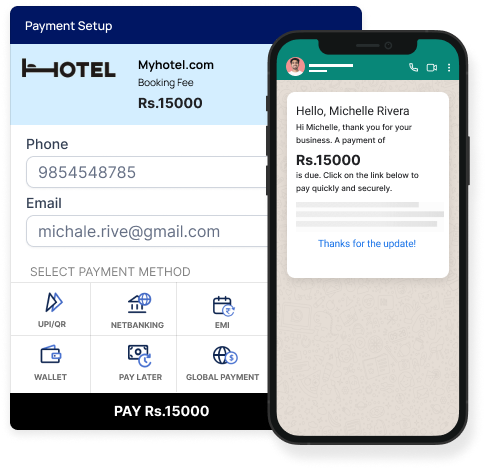 Payment Setup
HOTEL
Myhotel.com
Booking Fee
Rs.15000
Phone
9854548785
Email
michale.rive@gmail.com
SELECT PAYMENT METHOD
UPI/QR
NETBANKING
EMI
WALLET
PAY LATER
GLOBAL PAYMENT
PAY Rs.15000
Hello, Michelle Rivera
Hi Michelle, thank you for your
business. A payment of
Rs.15000
is due. Click on the link below to
pay quickly and securely.
Thanks for the update!